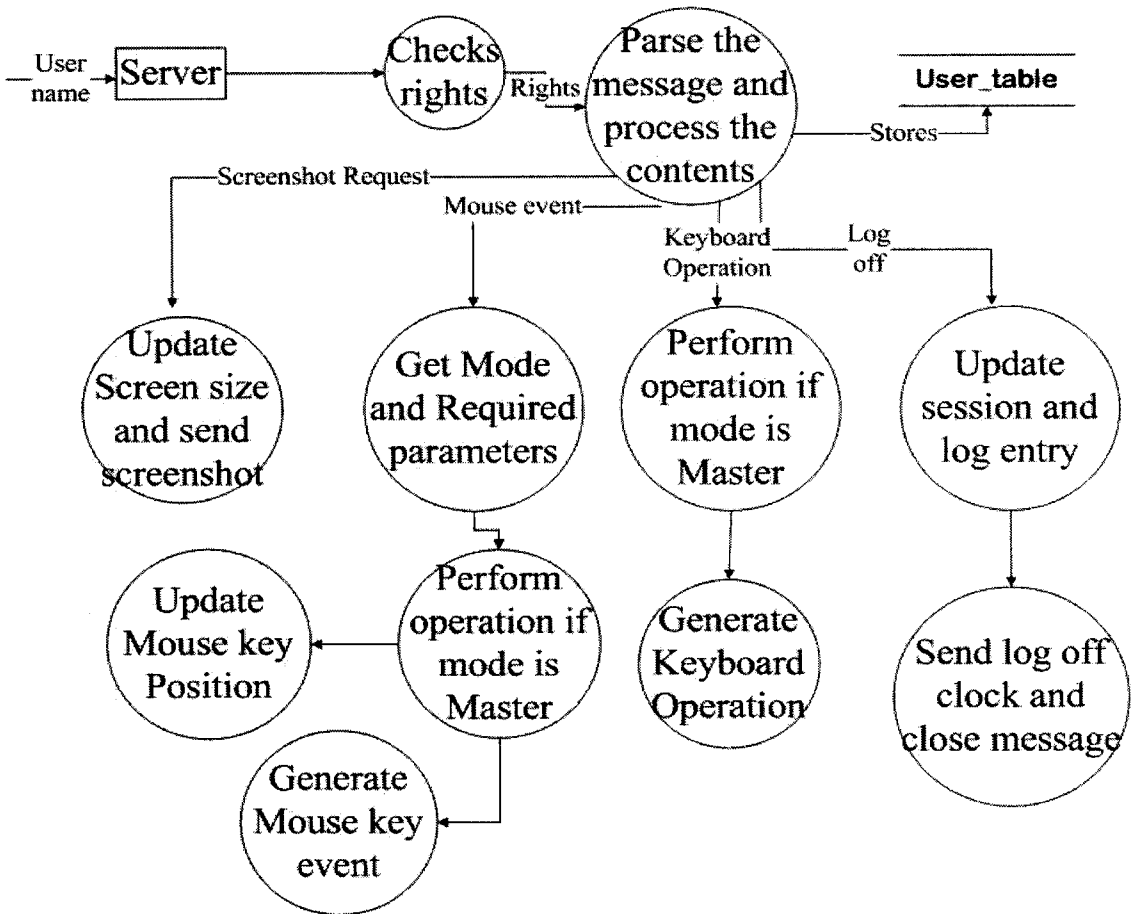 User
name
Server
Checks
rights
Rights
Parse the
message and
process the
contents
User_table
Stores
Screenshot Request
Mouse event
Keyboard
Operation
Log
off
Update
Screen size
and send
screenshot
Get Mode
and Required
parameters
Perform
operation if
mode is
Master
Update
session and
log entry
Update
Mouse key
Position
Perform
operation if
mode is
Master
Generate
Keyboard
Operation
Send log off
clock and
close message
Generate
Mouse key
event